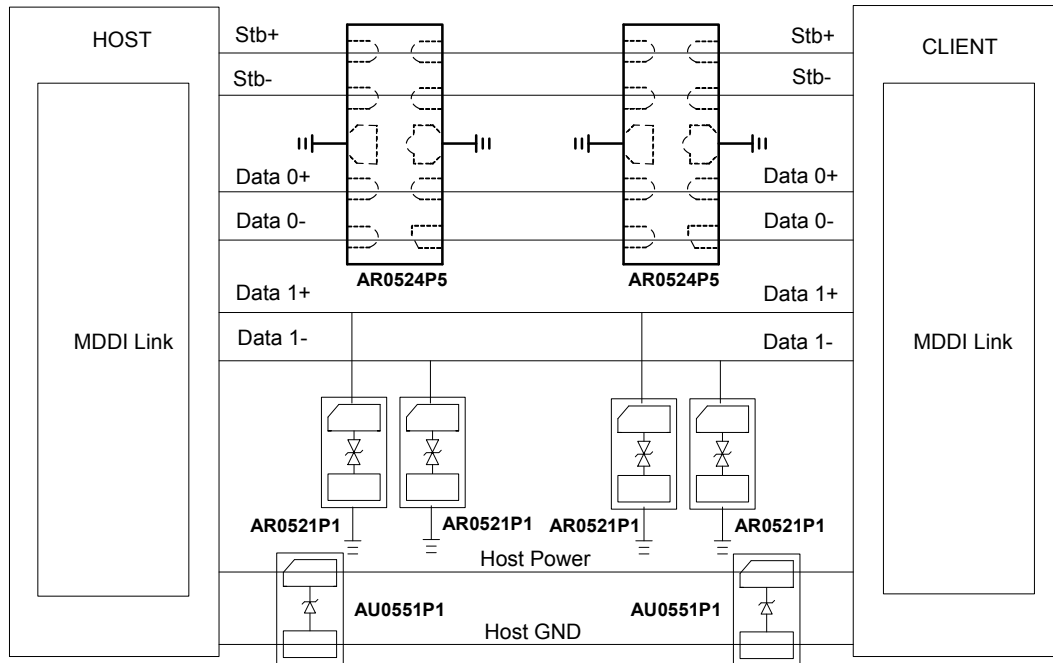 HOST
Stb+
Stb+
CLIENT
Stb-
Stb-
Data 0+
Data 0+
Data 0-
Data 0-
AR0524P5
AR0524P5
Data 1+
Data 1+
MDDI Link
Data 1-
Data 1-
MDDI Link
AR0521P1
AR0521P1
AR0521P1
AR0521P1
Host Power
AU0551P1
AU0551P1
Host GND